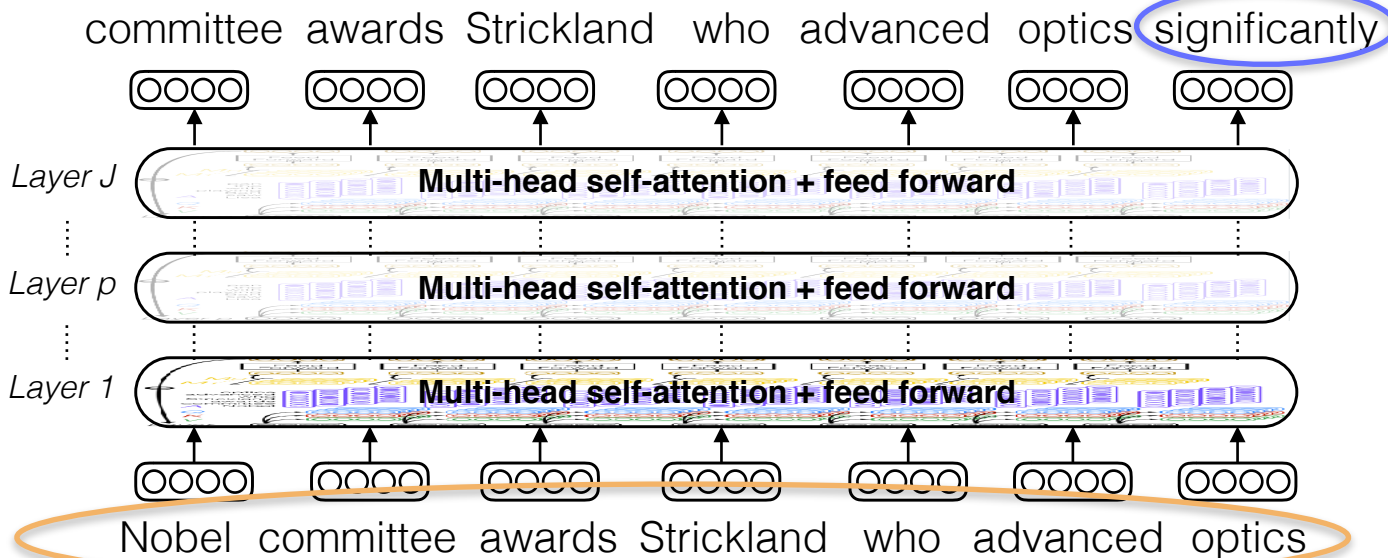 committee awards Strickland who advanced optics significantly
Layer J
Multi-head self-attention + feed forward
Layer p
Multi-head self-attention + feed forward
Layer 1
Multi-head self-attention + feed forward
Nobel committee awards Strickland who advanced optics